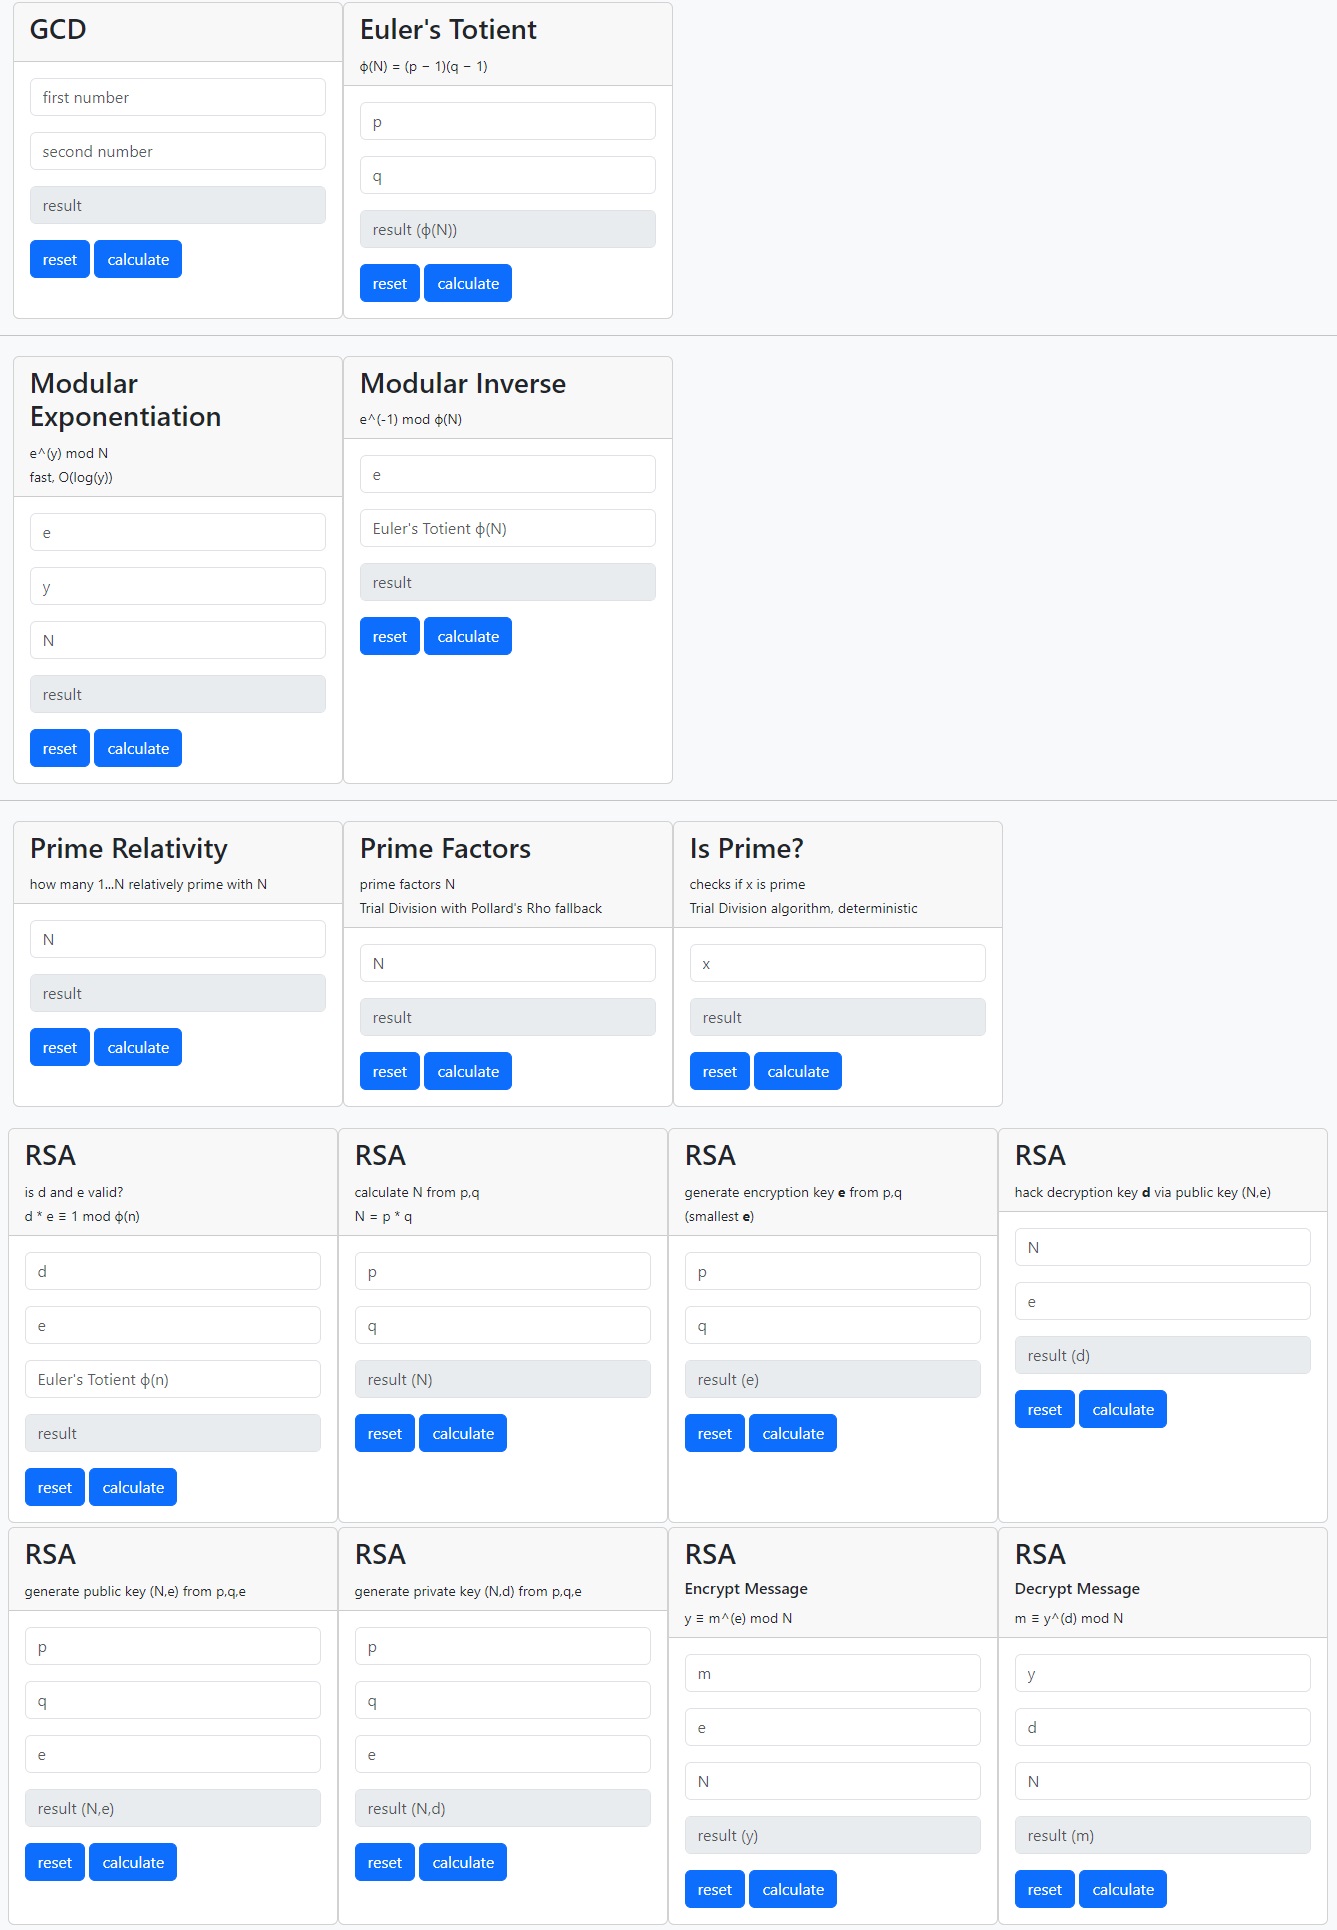 GCD
first number
second number
result
reset calculate
Euler's Totient
ϕ(N) = (p − 1)(q − 1)
p
q
result (ϕ(N))
reset calculate
Modular
Exponentiation
e^(y) mod N
fast, O(log(y))
e
y
N
result
reset calculate
Modular Inverse
e^(-1) mod ϕ(N)
e
Euler's Totient ϕ(N)
result
reset calculate
Prime Relativity
how many 1...N relatively prime with N
N
result
reset calculate
Prime Factors
prime factors N
Trial Division with Pollard's Rho fallback
N
result
reset calculate
Is Prime?
checks if x is prime
Trial Division algorithm, deterministic
x
result
reset calculate
RSA
is d and e valid?
d * e ≡ 1 mod ϕ(n)
d
e
Euler's Totient ϕ(n)
result
reset calculate
RSA
calculate N from p,q
N = p * q
p
q
result (N)
reset calculate
RSA
generate encryption key e from p,q
(smallest e)
p
q
result (e)
reset calculate
RSA
hack decryption key d via public key (N,e)
N
e
result (d)
reset calculate
RSA
generate public key (N,e) from p,q,e
p
q
e
result (N,e)
reset calculate
RSA
generate private key (N,d) from p,q,e
p
q
e
result (N,d)
reset calculate
RSA
Encrypt Message
y ≡ m^(e) mod N
m
e
N
result (y)
reset calculate
RSA
Decrypt Message
m ≡ y^(d) mod N
y
d
N
result (m)
reset calculate